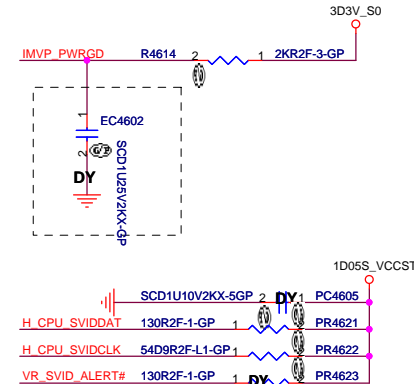 3D3V_S0
IMVP_PWRGD R4614 2 1 2KR2F-3-GP
1
EC4602
2
SCD1U25V2KX-GP
DY
1D05S_VCCST
SCD1U10V2KX-5GP 2 DY 1 PC4605
H_CPU_SVIDDAT 130R2F-1-GP 1 PR4621
H_CPU_SVIDCLK 54D9R2F-L1-GP 1 PR4622
VR_SVID_ALERT# 130R2F-1-GP 1 DY PR4623